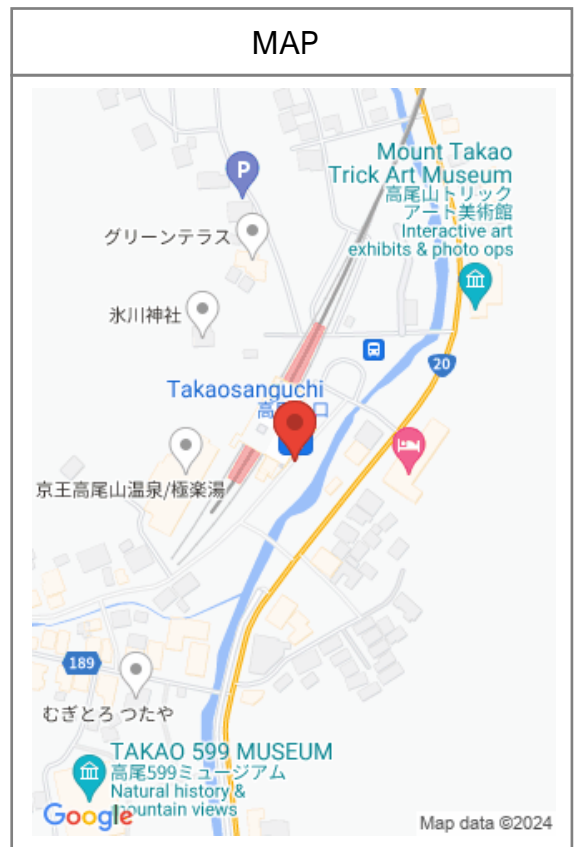 MAP
P
Mount Takao
Trick Art Museum
高尾山トリック
アート美術館
Interactive art
exhibits & photo ops
グリーンテラス
氷川神社
20
Takaosanguchi
京王高尾山温泉/極楽湯
189
むぎとろ つたや
TAKAO 599 MUSEUM
高尾599ミュージアム
Natural history &
mountain views
Google
Map data ©2024